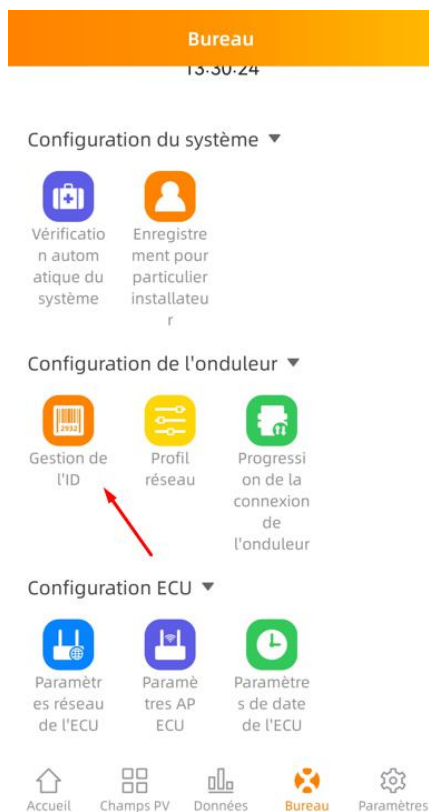 Bureau
13:30:24
Configuration du système
Vérificatio
n autom
atique du
système
Enregistre
ment pour
particulier
installateu
r
Configuration de l'onduleur
2932
Gestion de
l'ID
Profil
réseau
Progressi
on de la
connexion
de
l'onduleur
Configuration ECU
Paramètr
es réseau
de l'ECU
Paramè
tres AP
ECU
Paramètre
s de date
de l'ECU
Accueil
Champs PV
Données
Bureau
Paramètres